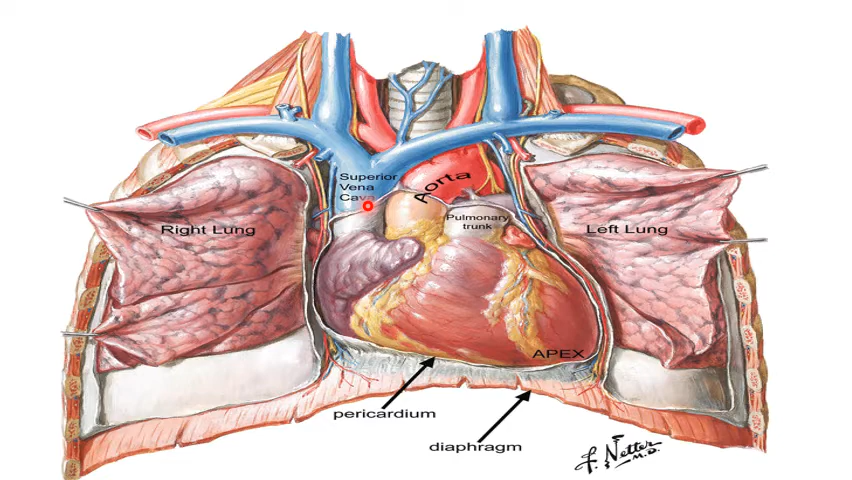 Superior
Vena
Cava
Aorta
Pulmonary
trunk
Right Lung
Left Lung
APEX
pericardium
diaphragm
F. Netter
M.D.